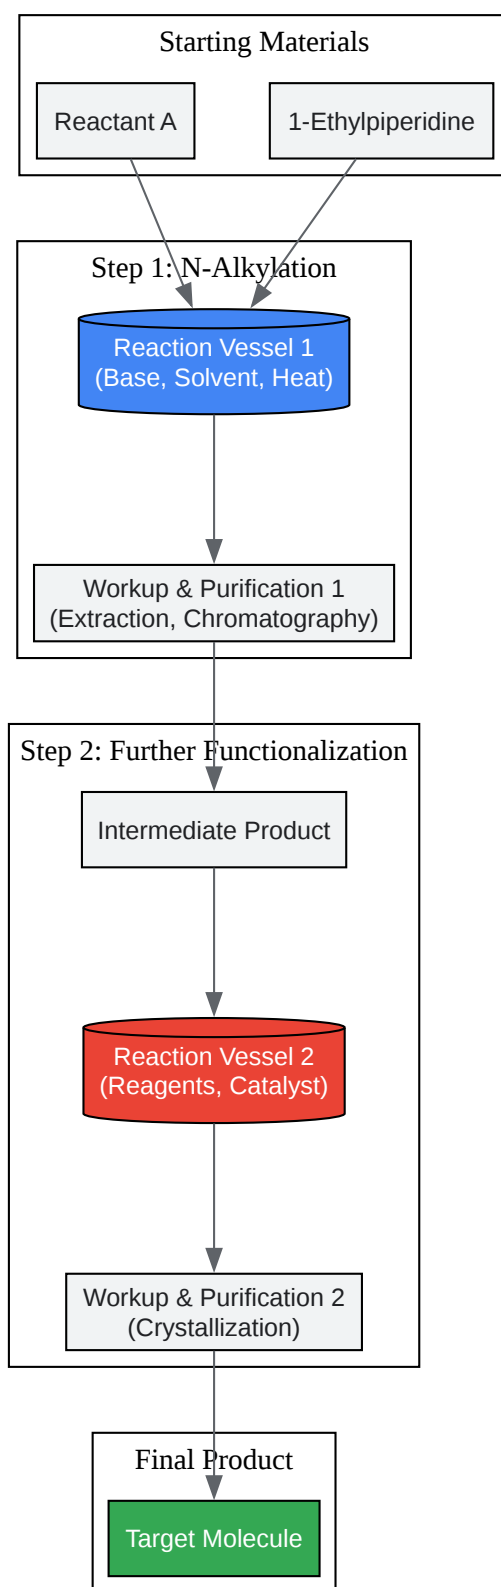 Starting Materials
Reactant A
1-Ethylpiperidine
Step 1: N-Alkylation
Reaction Vessel 1
(Base, Solvent, Heat)
Workup & Purification 1
(Extraction, Chromatography)
Step 2: Further Functionalization
Intermediate Product
Reaction Vessel 2
(Reagents, Catalyst)
Workup & Purification 2
(Crystallization)
Final Product
Target Molecule